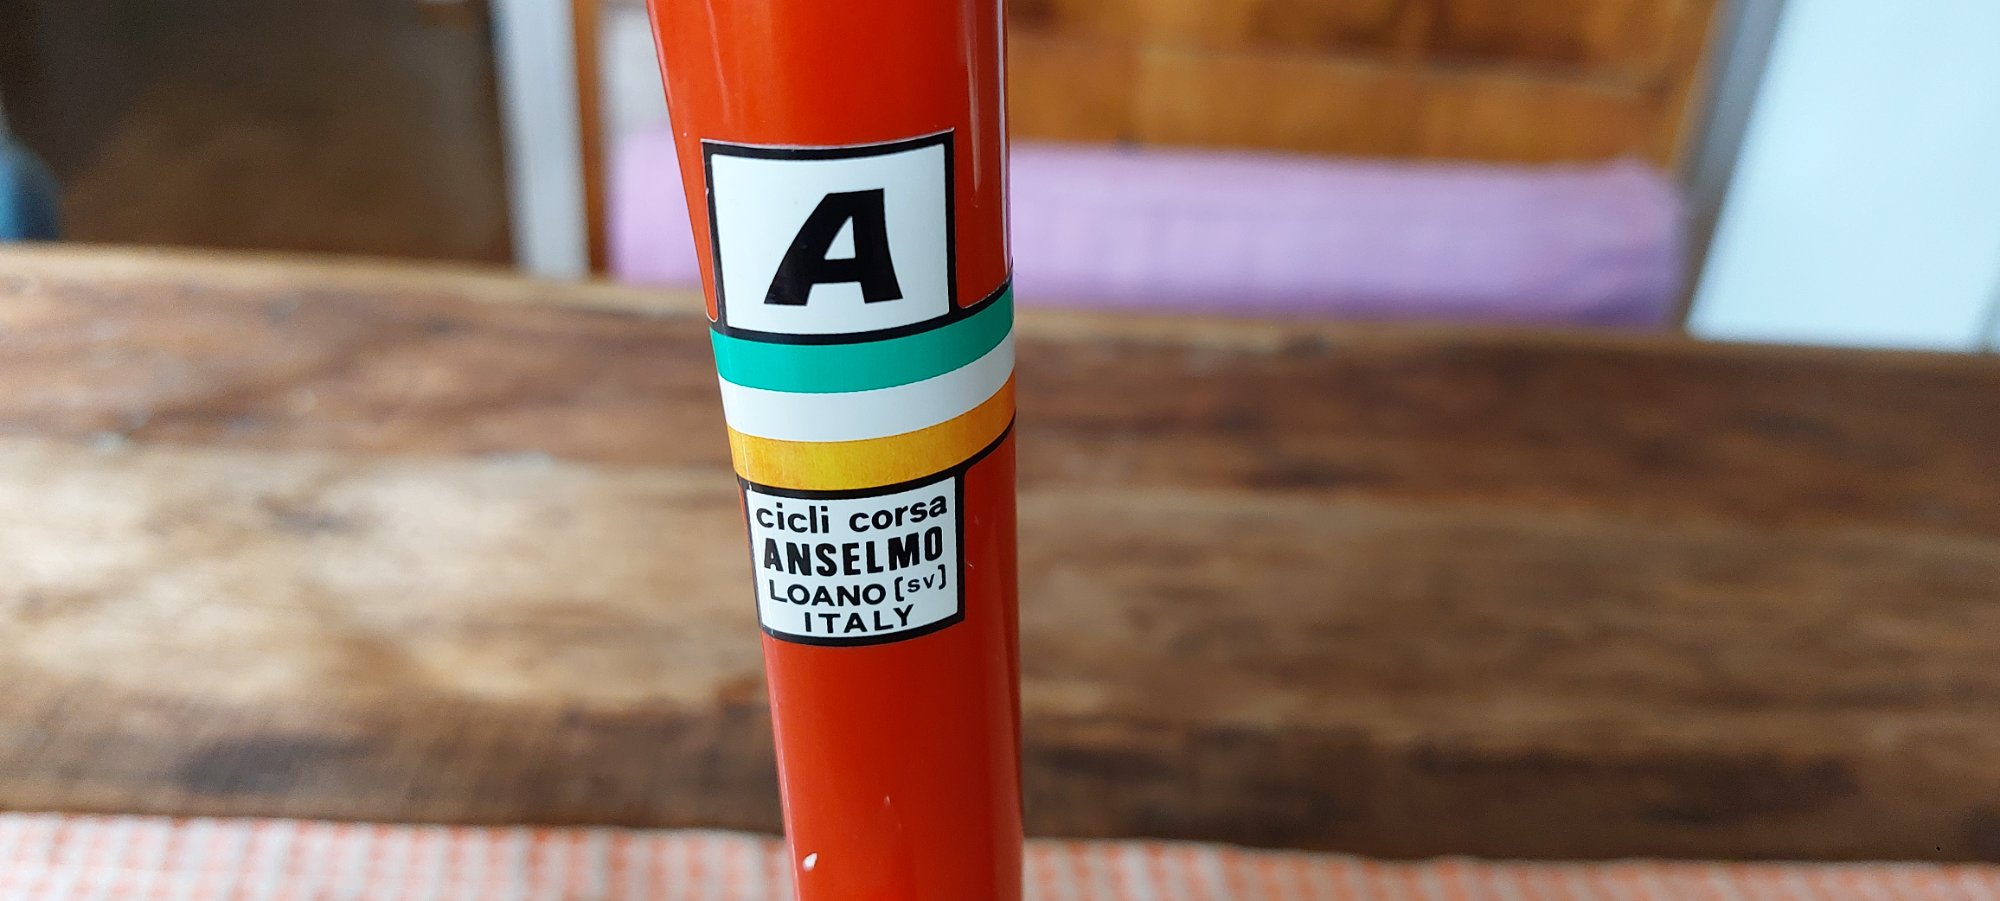 A
cicli corsa
ANSELMO
LOANO [SV]
ITALY